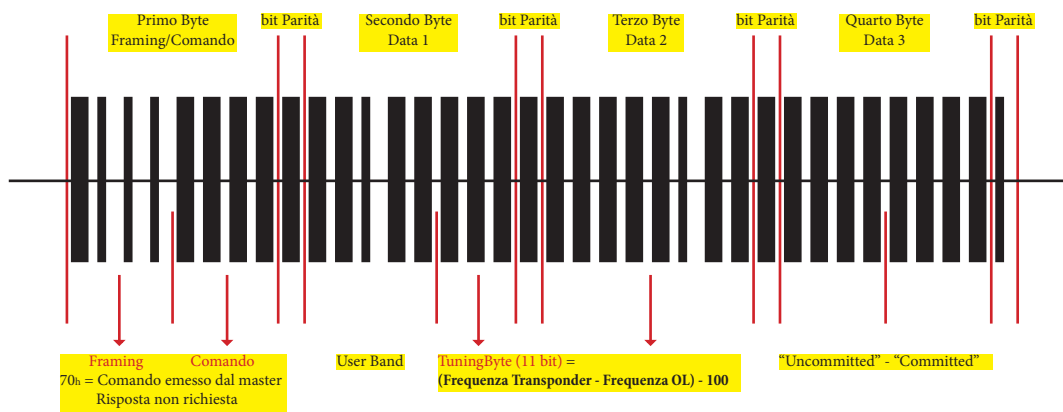 Primo Byte
Framing/Comando
bit Parità
Secondo Byte
Data 1
bit Parità
Terzo Byte
Data 2
bit Parità
Quarto Byte
Data 3
bit Parità
Framing Comando
70h = Comando emesso dal master
Risposta non richiesta
User Band
TuningByte (11 bit) =
(Frequenza Transponder - Frequenza OL) - 100
“Uncommitted” - “Committed”